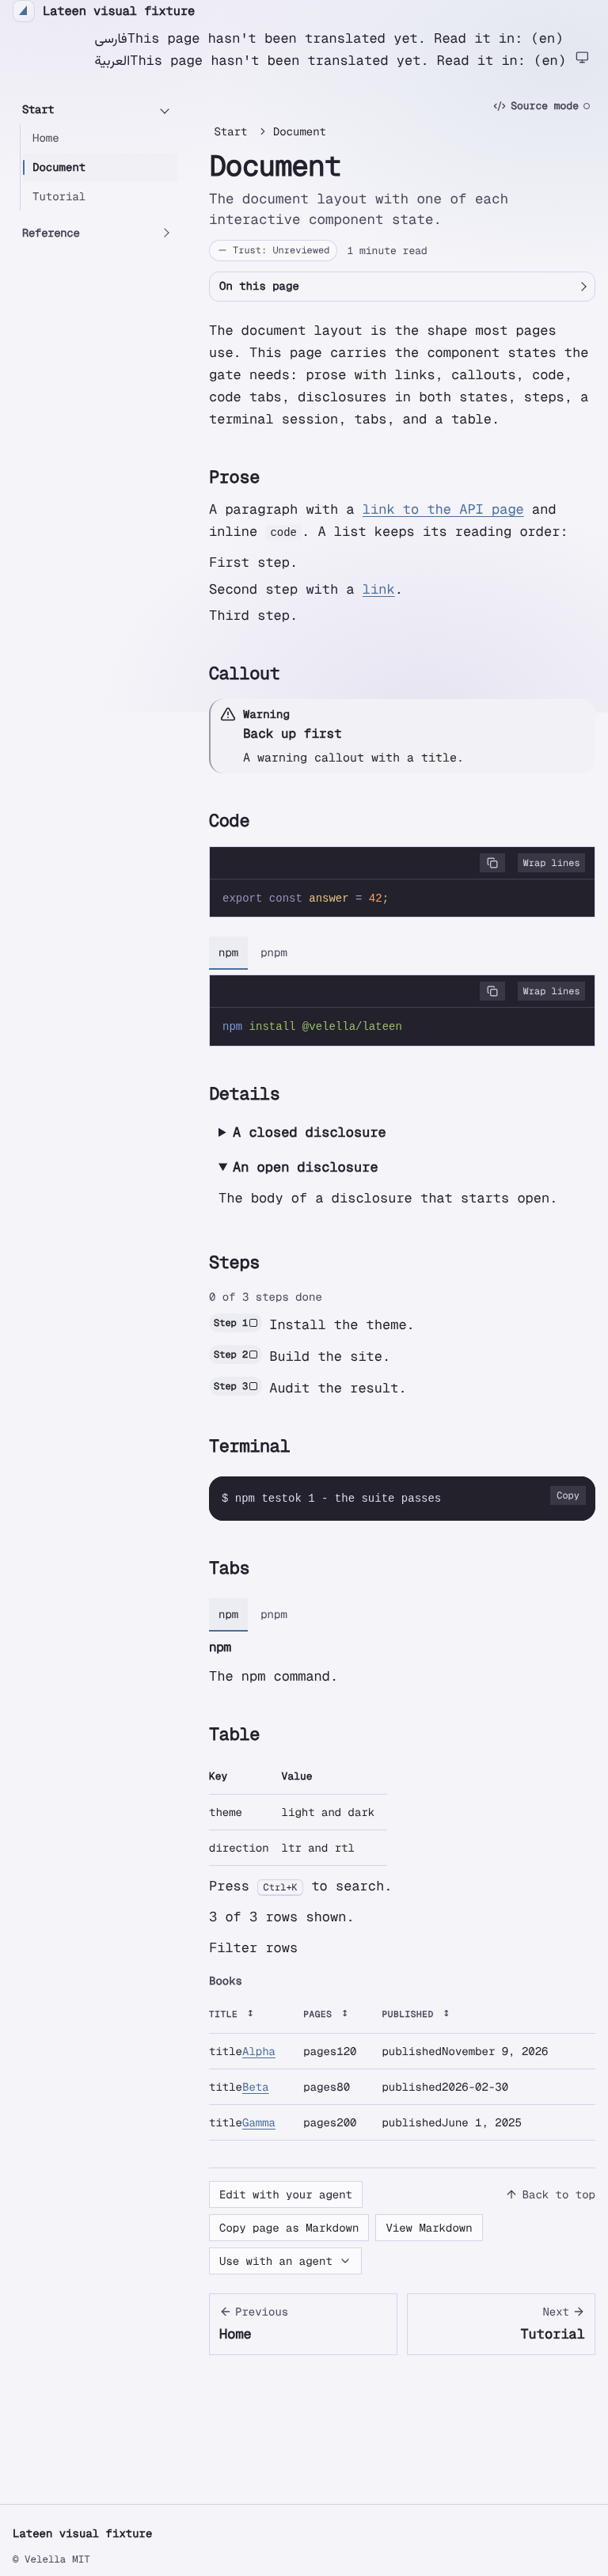 Lateen visual fixture
فارسیThis page hasn't been translated yet. Read it in: (en)
العربيةThis page hasn't been translated yet. Read it in: (en)
Source mode
Start
Home
Document
Tutorial
Reference
Start > Document
Document
The document layout with one of each
interactive component state.
— Trust: Unreviewed 1 minute read
On this page
The document layout is the shape most pages
use. This page carries the component states the
gate needs: prose with links, callouts, code,
code tabs, disclosures in both states, steps, a
terminal session, tabs, and a table.
Prose
A paragraph with a link to the API page and
inline code. A list keeps its reading order:
First step.
Second step with a link.
Third step.
Callout
Warning
Back up first
A warning callout with a title.
Code
Wrap lines
export const answer = 42;
npm pnpm
Wrap lines
npm install @velella/lateen
Details
A closed disclosure
An open disclosure
The body of a disclosure that starts open.
Steps
0 of 3 steps done
Step 1 Install the theme.
Step 2 Build the site.
Step 3 Audit the result.
Terminal
$ npm testok 1 - the suite passes
Copy
Tabs
npm pnpm
npm
The npm command.
Table
Key Value
theme light and dark
direction ltr and rtl
Press Ctrl+K to search.
3 of 3 rows shown.
Filter rows
Books
TITLE ↕ PAGES ↕ PUBLISHED ↕
titleAlpha pages120 publishedNovember 9, 2026
titleBeta pages80 published2026-02-30
titleGamma pages200 publishedJune 1, 2025
Edit with your agent ↑ Back to top
Copy page as Markdown View Markdown
Use with an agent
← Previous
Home
Next →
Tutorial
Lateen visual fixture
© Velella MIT